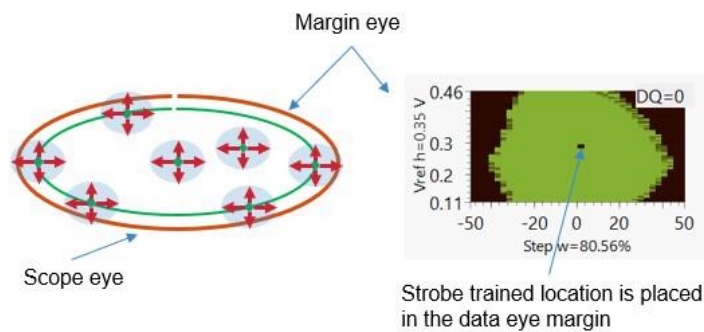 Margin eye
Scope eye
0.46
0.3
0.2
0.11
Vref h=0.35 V
DQ=0
-50
-20
0
20
50
Step w=80.56%
Strobe trained location is placed
in the data eye margin